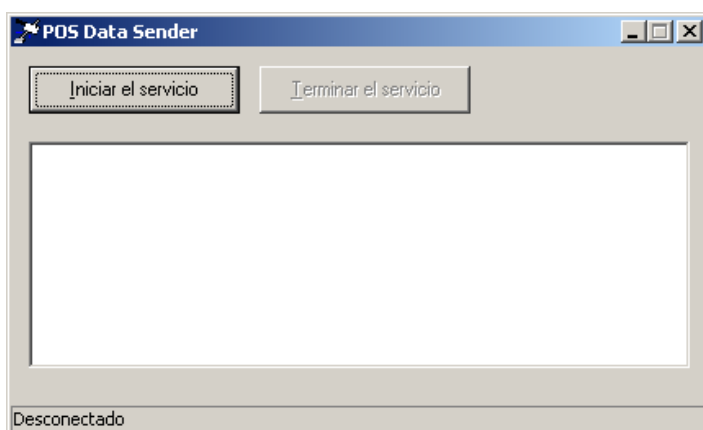 POS Data Sender
Iniciar el servicio Terminar el servicio
Desconectado